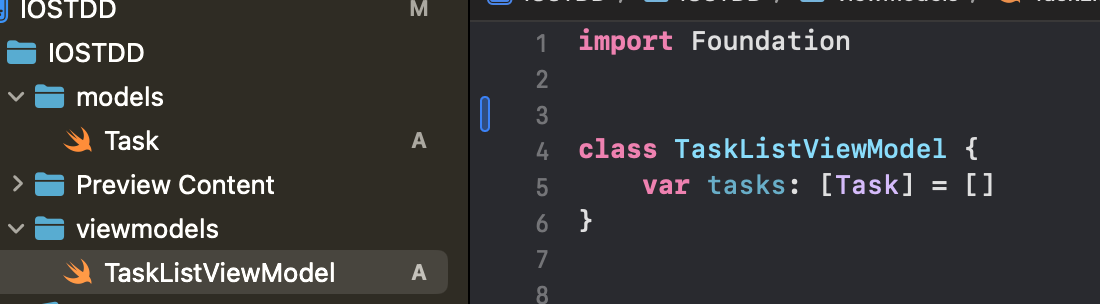 IOSTDD M
IOSTDD
models
Task A
Preview Content
viewmodels
TaskListViewModel A
1 import Foundation
2
3
4 class TaskListViewModel {
5 var tasks: [Task] = []
6 }
7
8